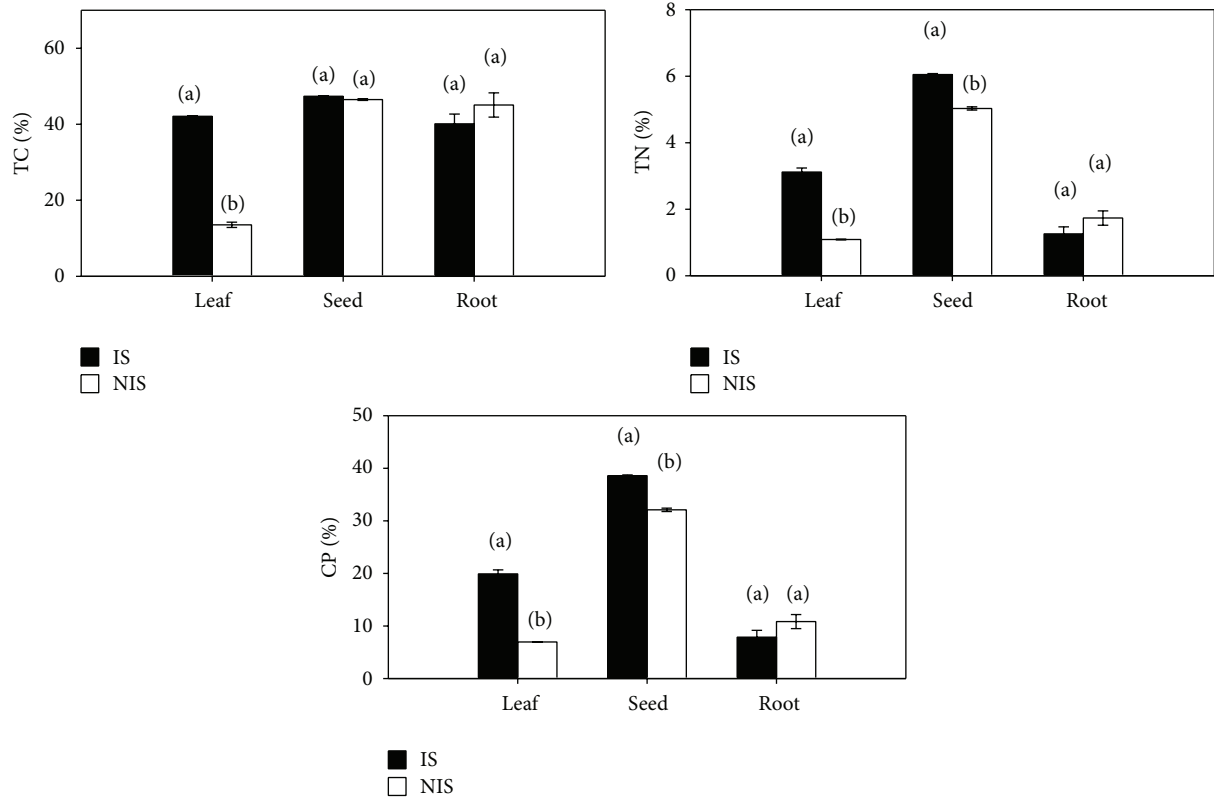 TC (%)
60
40
20
0
(a)
(b)
(a)
(a)
(a)
(a)
Leaf
Seed
Root
IS
NIS
TN (%)
8
6
4
2
0
(a)
(b)
(a)
(b)
(a)
(a)
Leaf
Seed
Root
IS
NIS
CP (%)
50
40
30
20
10
0
(a)
(b)
(a)
(b)
(a)
(a)
Leaf
Seed
Root
IS
NIS